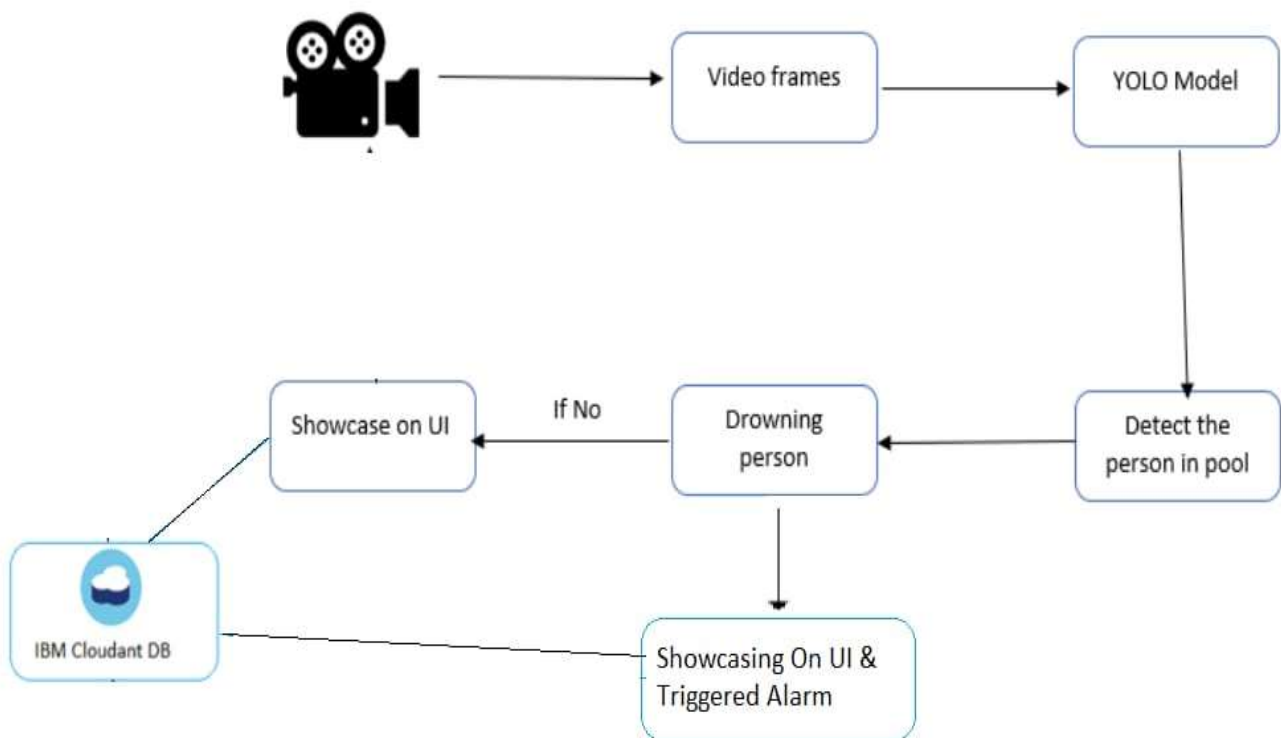 Video frames
YOLO Model
Showcase on UI
If No
Drowning
person
Detect the
person in pool
IBM Cloudant DB
Showcasing On UI &
Triggered Alarm